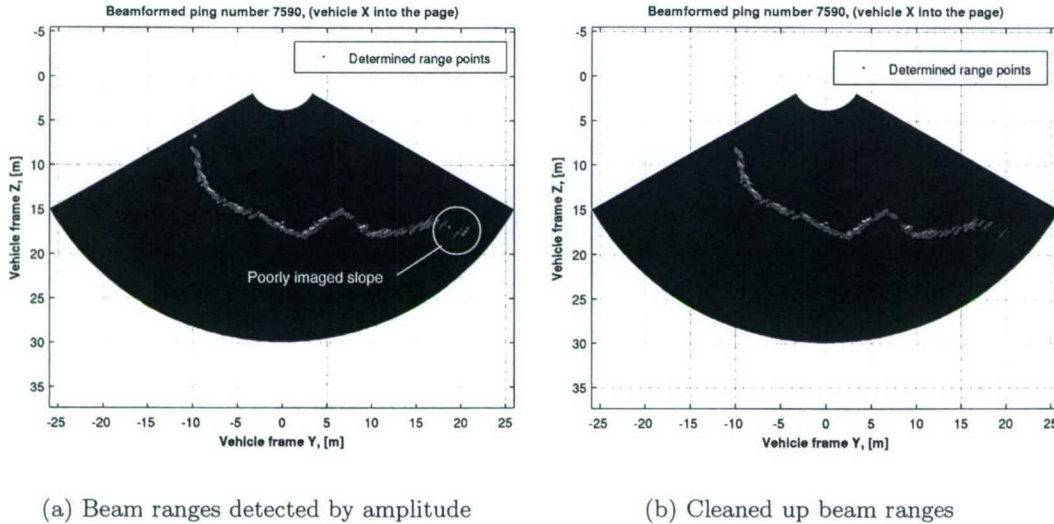 Beamformed ping number 7590, (vehicle X into the page)
Determined range points
-5
0
5
10
15
20
25
30
35
Vehicle frame Z, [m]
Poorly imaged slope
-25 -20 -15 -10 -5 0 5 10 15 20 25
Vehicle frame Y, [m]
(a) Beam ranges detected by amplitude
Beamformed ping number 7590, (vehicle X into the page)
Determined range points
-5
0
5
10
15
20
25
30
35
Vehicle frame Z, [m]
-25 -20 -15 -10 -5 0 5 10 15 20 25
Vehicle frame Y, [m]
(b) Cleaned up beam ranges